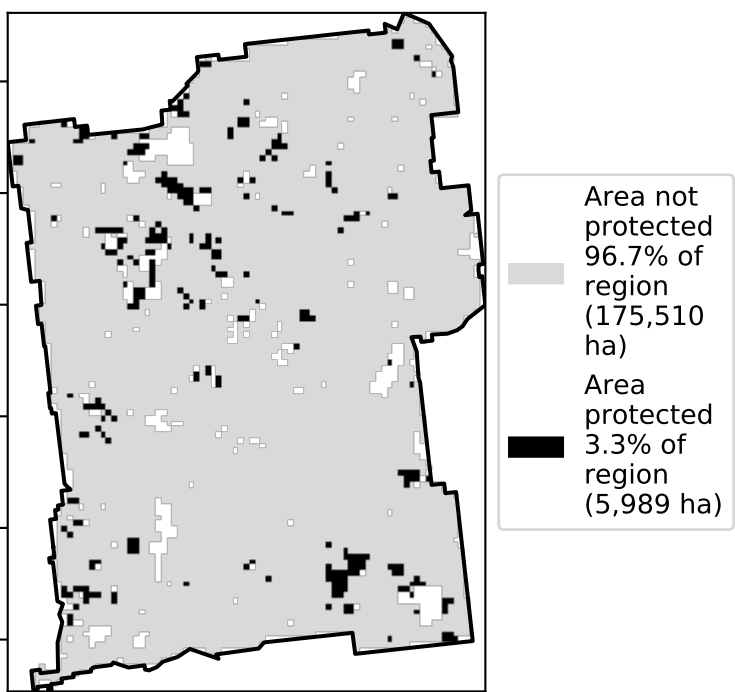 Area not
protected
96.7% of
region
(175,510
ha)
Area
protected
3.3% of
region
(5,989 ha)